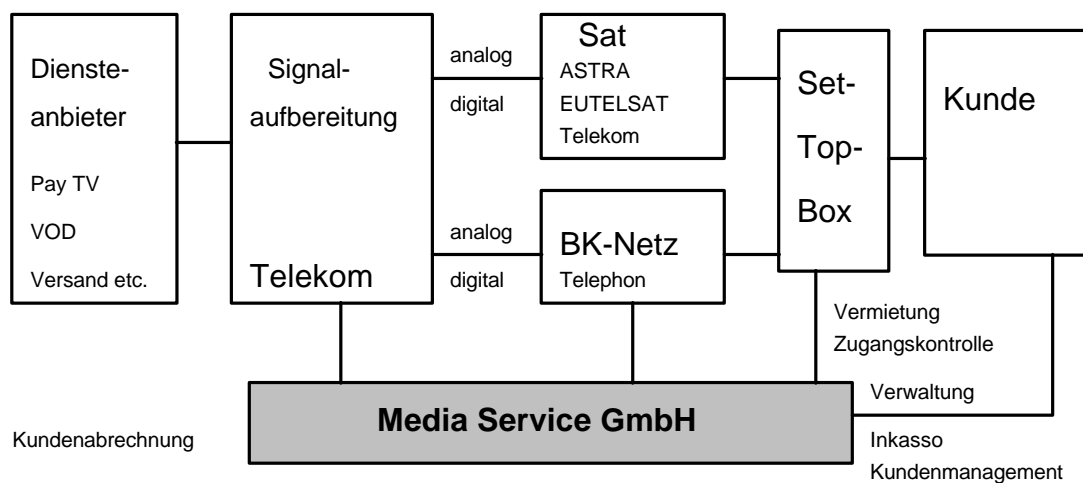 Dienste-
anbieter
Pay TV
VOD
Versand etc.
Signal-
aufbereitung
Telekom
analog
digital
analog
digital
Sat
ASTRA
EUTELSAT
Telekom
BK-Netz
Telephon
Set-
Top-
Box
Kunde
Vermietung
Zugangskontrolle
Media Service GmbH
Verwaltung
Kundenabrechnung
Inkasso
Kundenmanagement